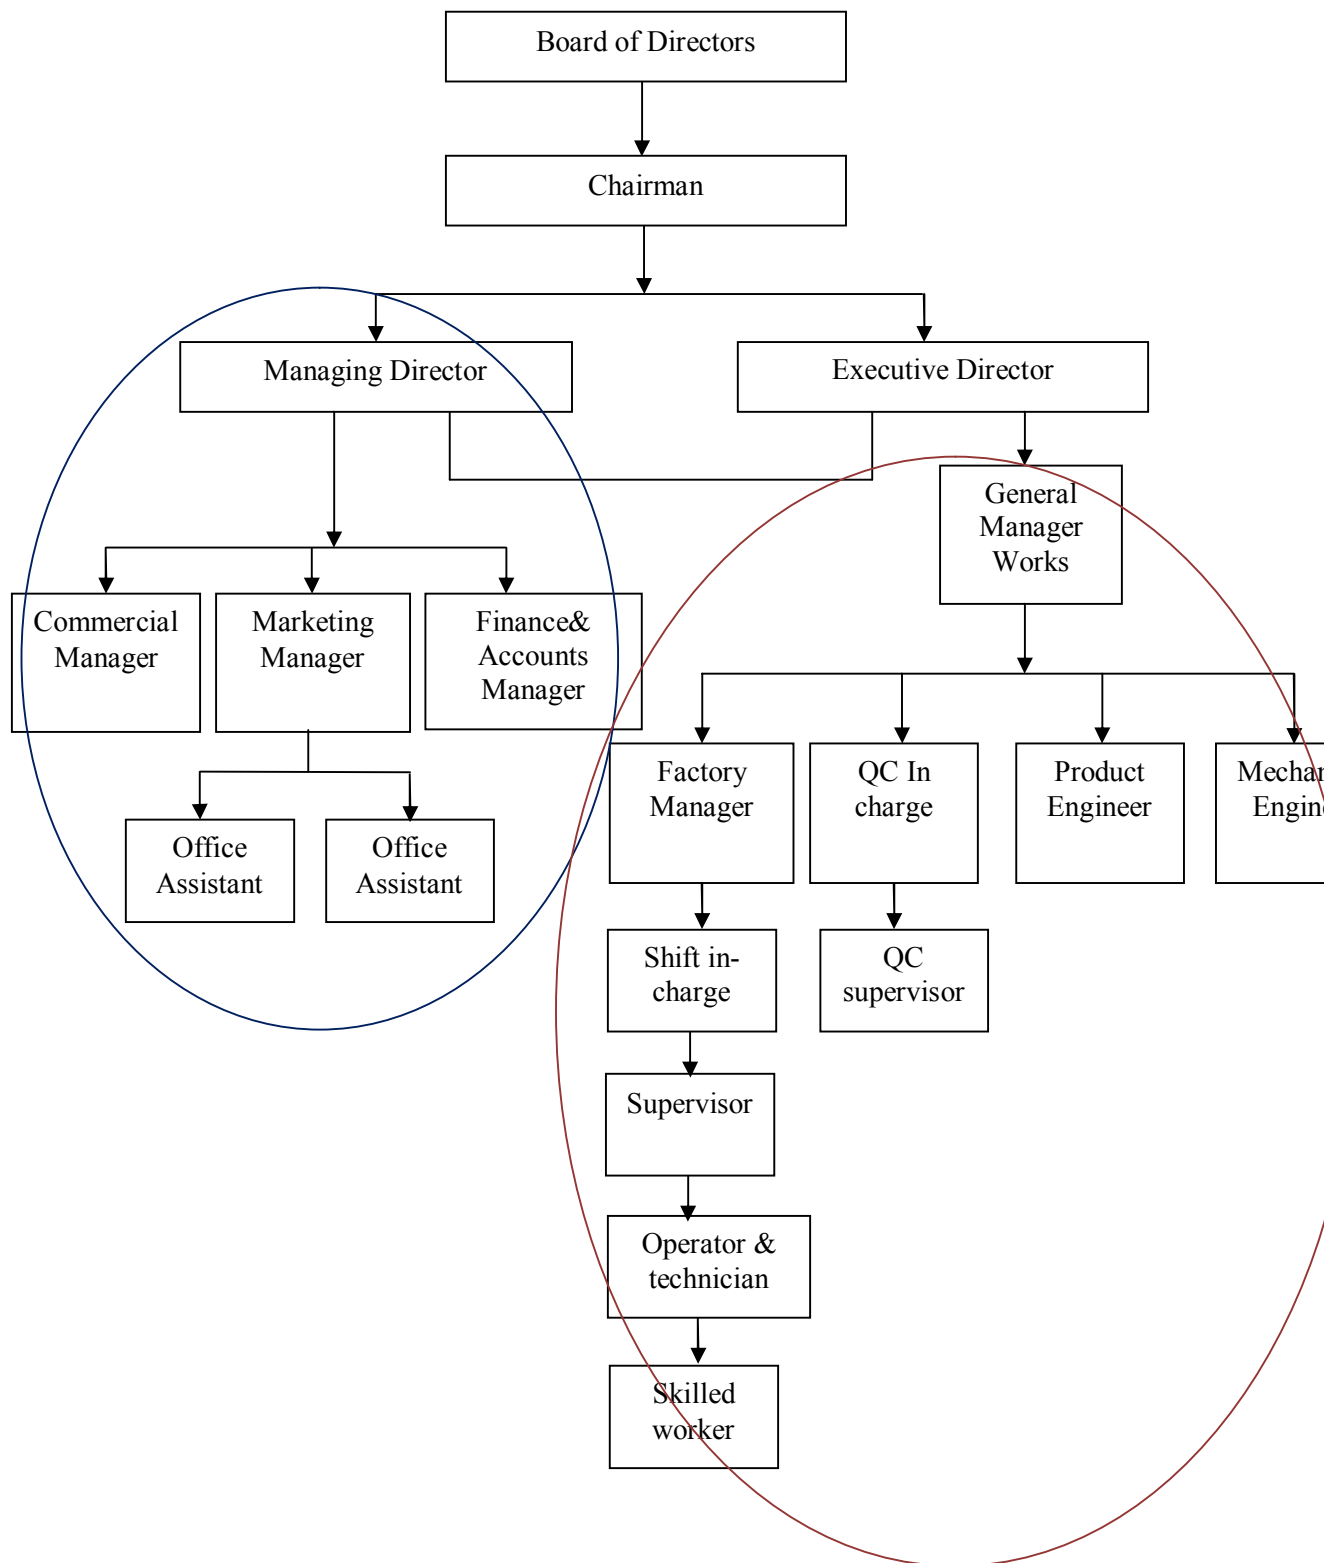 Board of Directors
Chairman
Managing Director
Executive Director
General
Manager
Works
Commercial
Manager
Marketing
Manager
Finance&
Accounts
Manager
Factory
Manager
QC In
charge
Product
Engineer
Office
Assistant
Office
Assistant
Shift in-
charge
QC
supervisor
Supervisor
Operator &
technician
Skilled
worker